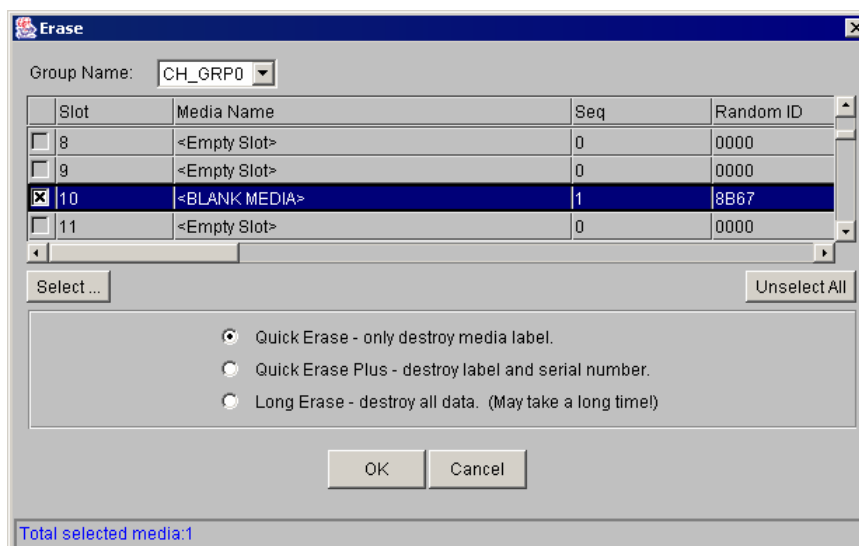 Erase
Group Name: CH_GRP0
Slot Media Name Seq Random ID
8 <Empty Slot> 0 0000
9 <Empty Slot> 0 0000
10 <BLANK MEDIA> 1 8B67
11 <Empty Slot> 0 0000
Select ... Unselect All
Quick Erase - only destroy media label.
Quick Erase Plus - destroy label and serial number.
Long Erase - destroy all data. (May take a long time!)
OK Cancel
Total selected media:1